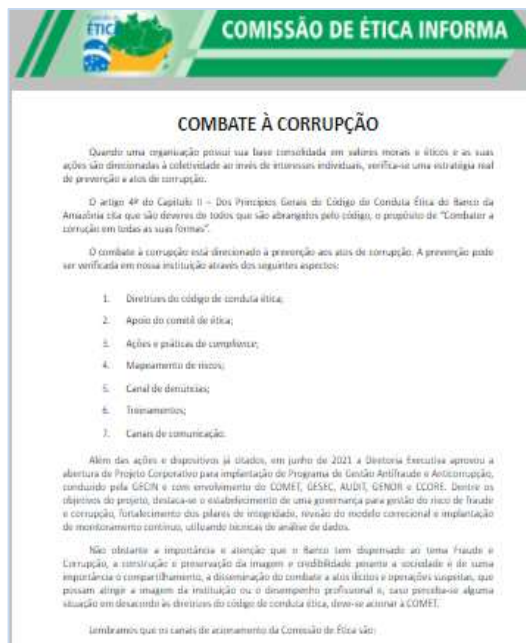 ÉTICA
COMISSÃO DE ÉTICA INFORMA
COMBATE À CORRUPÇÃO
Quando uma organização possui sua base consolidada em valores morais e éticos e as suas
ações são direcionadas à coletividade ao invés de interesses individuais, verifica-se uma estratégia real
de prevenção a atos de corrupção.
O artigo 4º do Capítulo II – Dos Princípios Gerais do Código de Conduta Ética do Banco da
Amazônia cita que são deveres de todos que são abrangidos pelo código, o propósito de "Combater a
corrução em todas as suas formas".
O combate à corrupção está direcionado à prevenção aos atos de corrupção. A prevenção pode
ser verificada em nossa instituição através dos seguintes aspectos:
1. Diretrizes do código de conduta ética;
2. Apoio do comitê de ética;
3. Ações e práticas de compliance;
4. Mapeamento de riscos;
5. Canal de denúncias;
6. Treinamentos;
7. Canais de comunicação.
Além das ações e dispositivos já citados, em junho de 2021 a Diretoria Executiva aprovou a
abertura de Projeto Corporativo para implantação de Programa de Gestão Antifraude e Anticorrupção,
conduzido pela GECIN e com envolvimento do COMET, GESEC, AUDIT, GENOR e CCORE. Dentre os
objetivos do projeto, destaca-se o estabelecimento de uma governança para gestão do risco de fraude
e corrupção, fortalecimento dos pilares de integridade, revisão do modelo correcional e implantação
de monitoramento contínuo, utilizando técnicas de análise de dados.
Não obstante a importância e atenção que o Banco tem dispensado ao tema Fraude e
Corrupção, a construção e preservação da imagem e credibilidade perante a sociedade é de suma
importância o compartilhamento, a disseminação do combate a atos ilícitos e operações suspeitas, que
possam atingir a imagem da instituição ou o desempenho profissional e, caso perceba-se alguma
situação em desacordo às diretrizes do código de conduta ética, deve-se acionar à COMET.
Lembramos que os canais de acionamento da Comissão de Ética são: